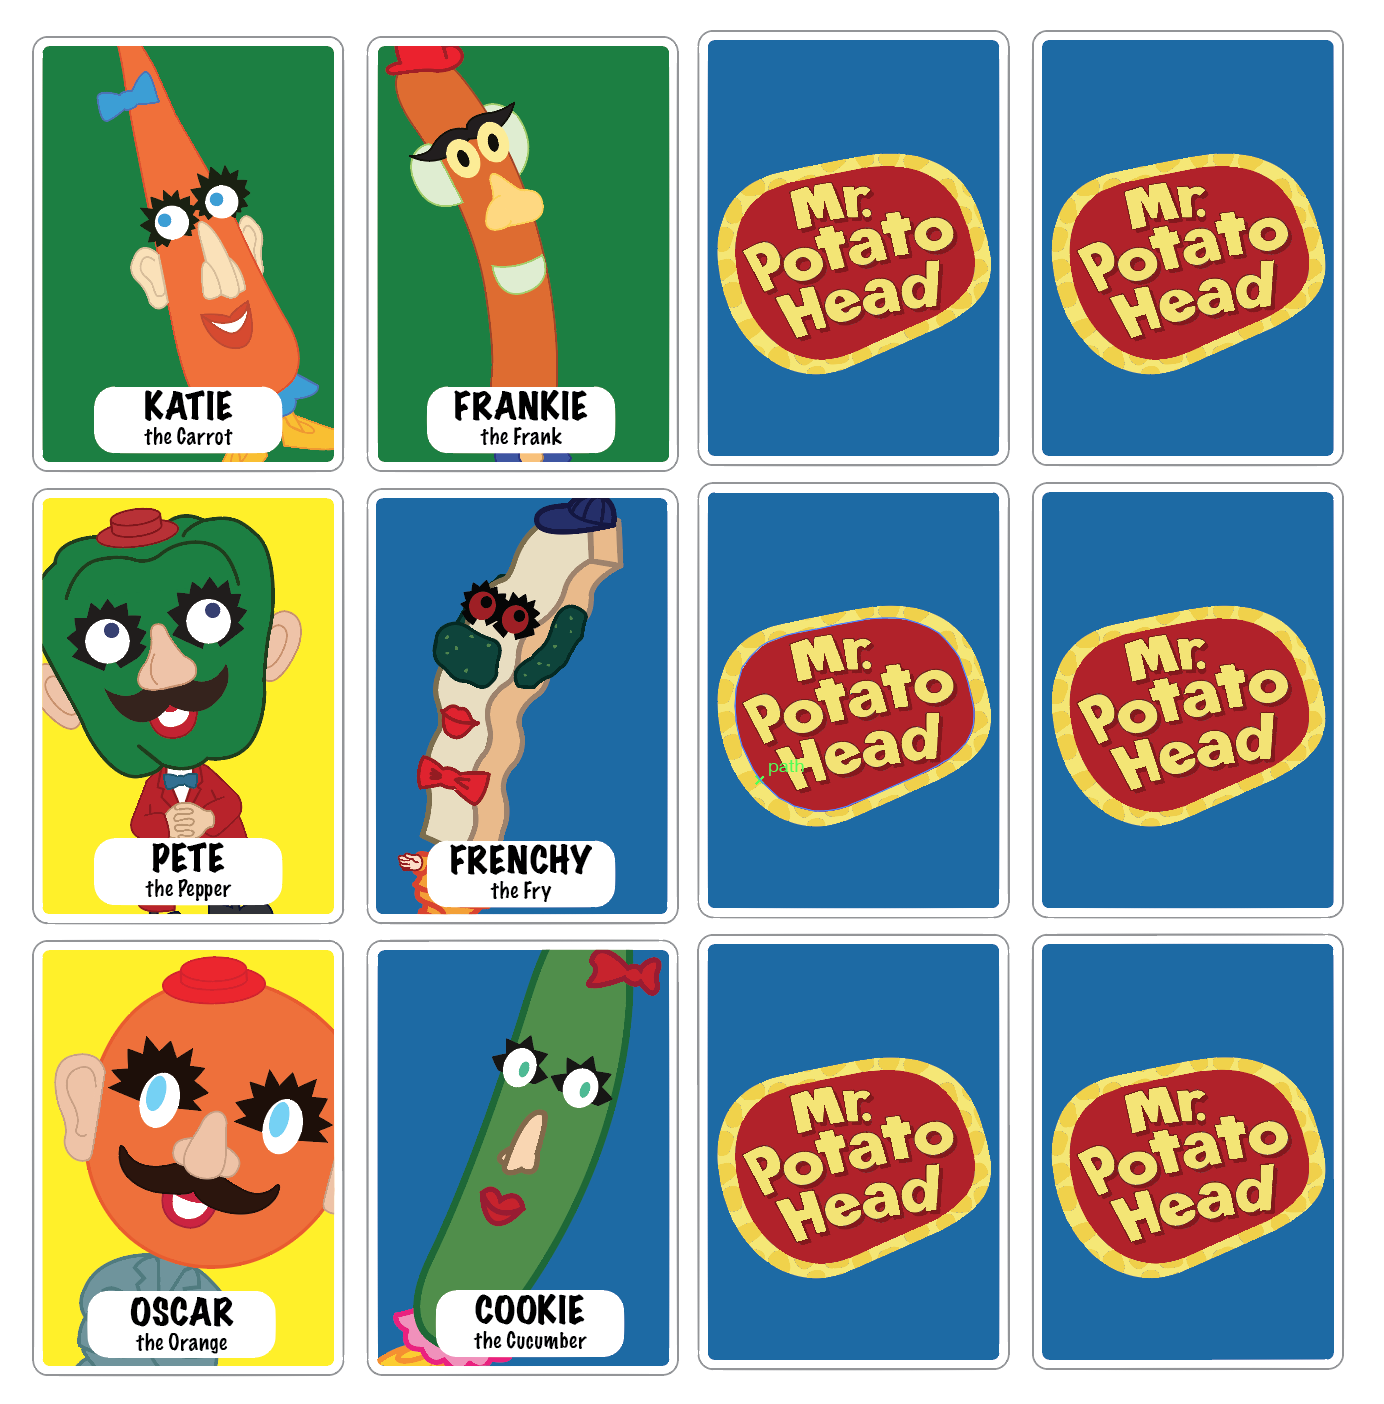 KATIE
the Carrot
FRANKIE
the Frank
Mr.
Potato
Head
Mr.
Potato
Head
PETE
the Pepper
FRENCHY
the Fry
Mr.
Potato
Head
path
Mr.
Potato
Head
OSCAR
the Orange
COOKIE
the Cucumber
Mr.
Potato
Head
Mr.
Potato
Head